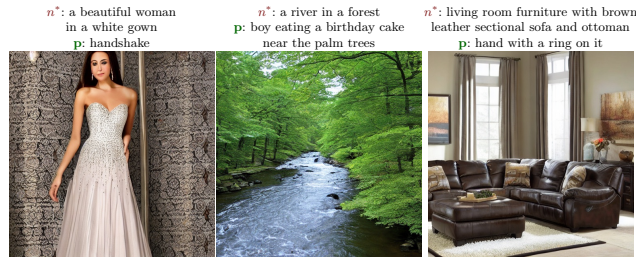 n*: a beautiful woman
in a white gown
p: handshake
n*: a river in a forest
p: boy eating a birthday cake
near the palm trees
n*: living room furniture with brown
leather sectional sofa and ottoman
p: hand with a ring on it